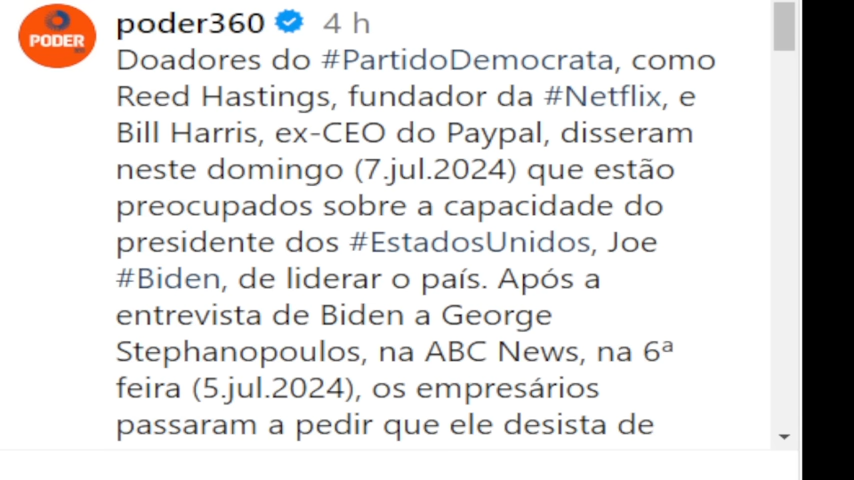 PODER
poder360 4 h
Doadores do #PartidoDemocrata, como
Reed Hastings, fundador da #Netflix, e
Bill Harris, ex-CEO do Paypal, disseram
neste domingo (7.jul.2024) que estão
preocupados sobre a capacidade do
presidente dos #EstadosUnidos, Joe
#Biden, de liderar o país. Após a
entrevista de Biden a George
Stephanopoulos, na ABC News, na 6ª
feira (5.jul.2024), os empresários
passaram a pedir que ele desista de